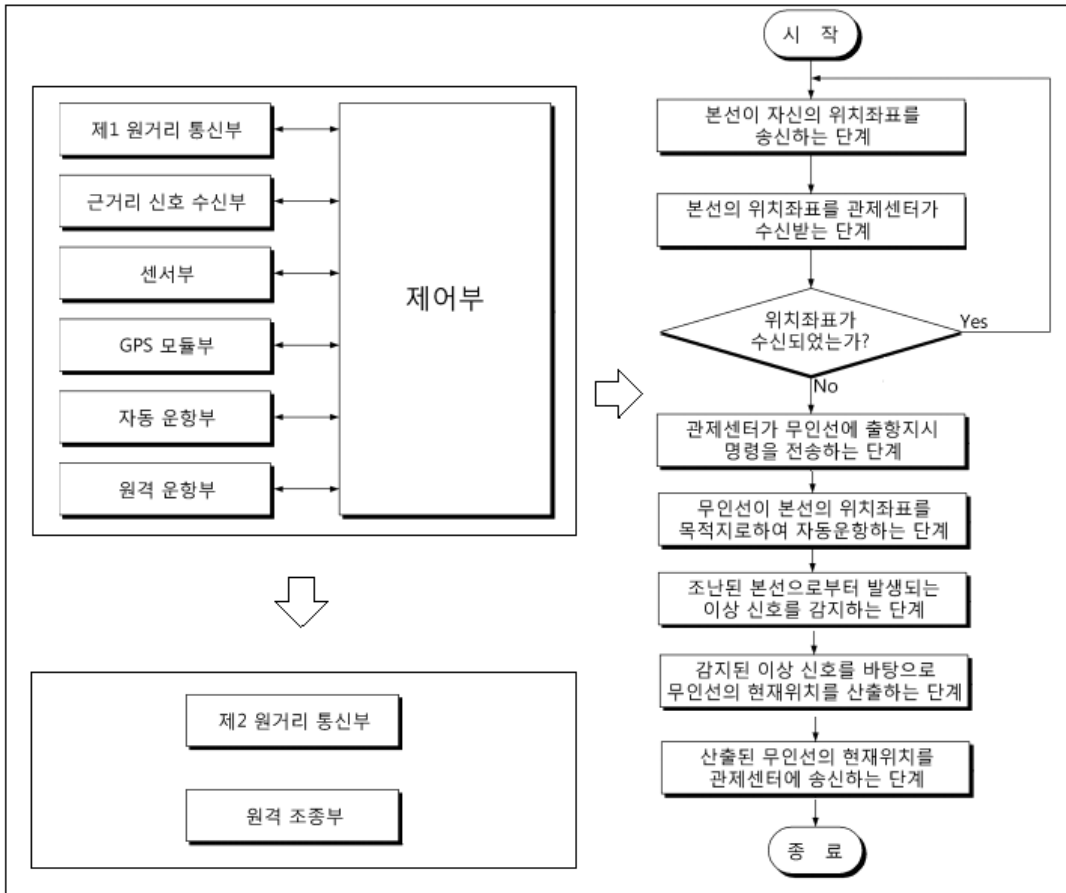 제1 원거리 통신부
근거리 신호 수신부
센서부
GPS 모듈부
자동 운항부
원격 운항부
제어부
제2 원거리 통신부
원격 조종부
시 작
본선이 자신의 위치좌표를
송신하는 단계
본선의 위치좌표를 관제센터가
수신받는 단계
위치좌표가
수신되었는가?
Yes
No
관제센터가 무인선에 출항지시
명령을 전송하는 단계
무인선이 본선의 위치좌표를
목적지로하여 자동운항하는 단계
조난된 본선으로부터 발생되는
이상 신호를 감지하는 단계
감지된 이상 신호를 바탕으로
무인선의 현재위치를 산출하는 단계
산출된 무인선의 현재위치를
관제센터에 송신하는 단계
종 료